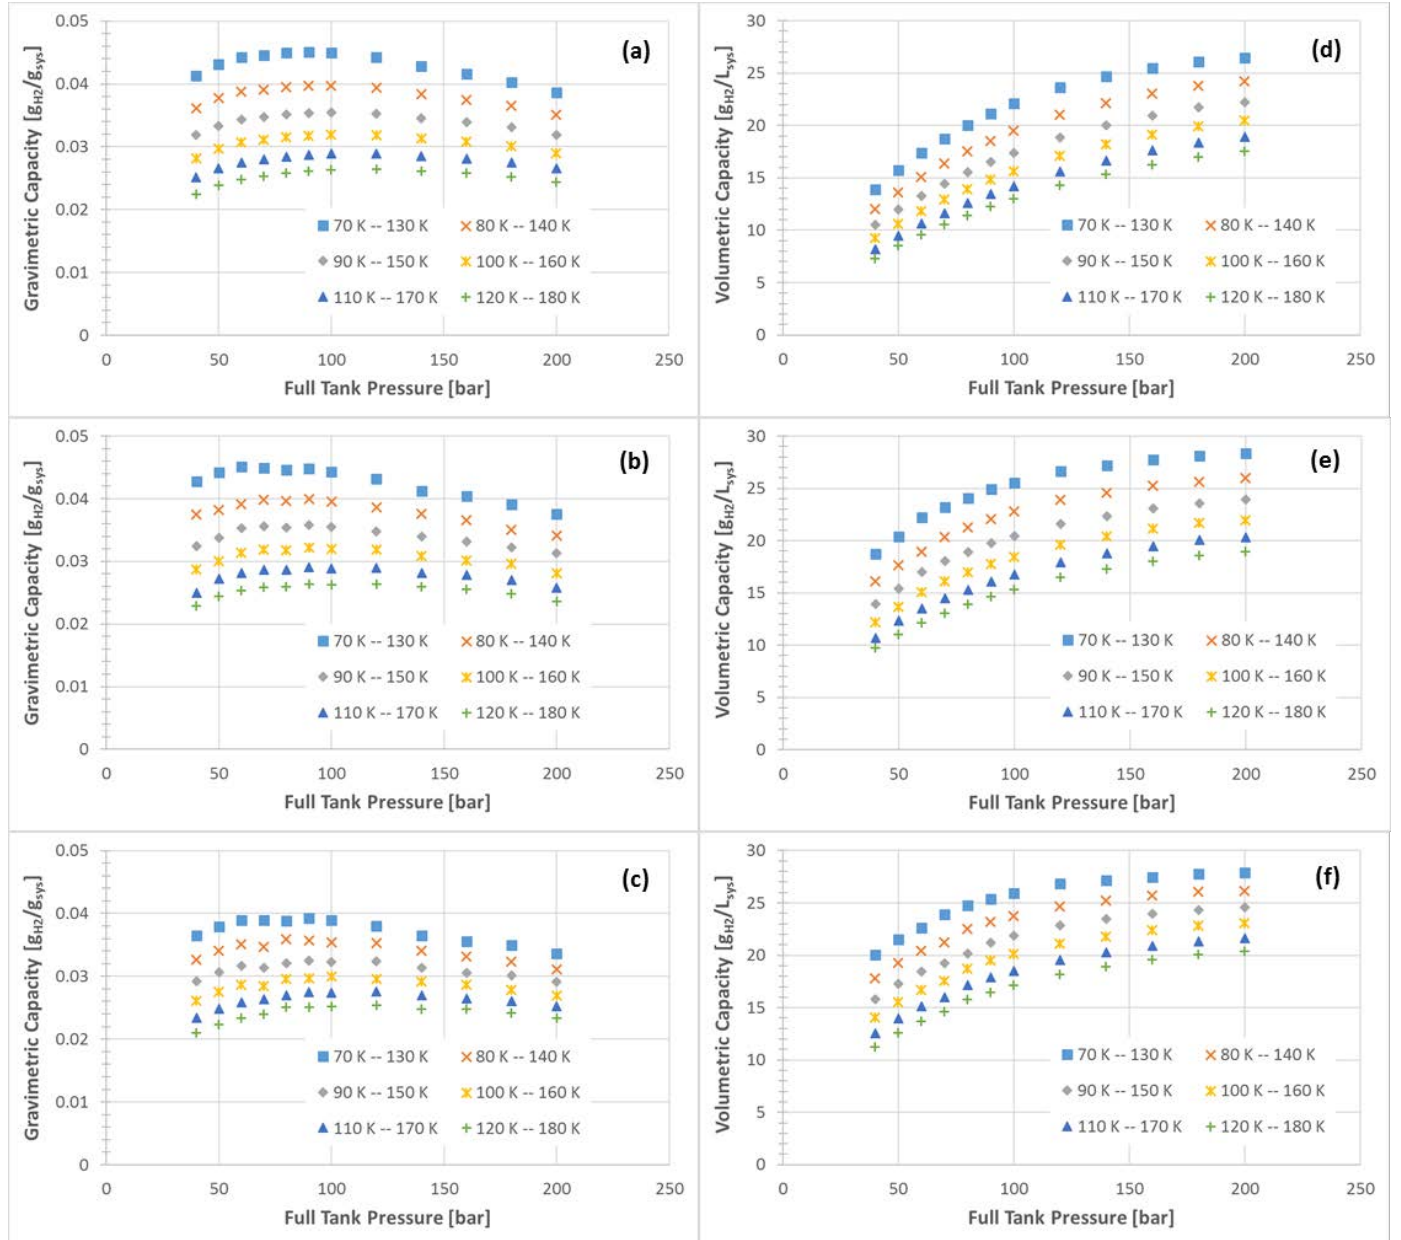 (a)
Gravimetric Capacity [gH2/gsys]
0.05
0.04
0.03
0.02
0.01
0
70 K -- 130 K
80 K -- 140 K
90 K -- 150 K
100 K -- 160 K
110 K -- 170 K
120 K -- 180 K
0 50 100 150 200 250
Full Tank Pressure [bar]
(d)
Volumetric Capacity [gH2/Lsys]
30
25
20
15
10
5
0
70 K -- 130 K
80 K -- 140 K
90 K -- 150 K
100 K -- 160 K
110 K -- 170 K
120 K -- 180 K
0 50 100 150 200 250
Full Tank Pressure [bar]
(b)
Gravimetric Capacity [gH2/gsys]
0.05
0.04
0.03
0.02
0.01
0
70 K -- 130 K
80 K -- 140 K
90 K -- 150 K
100 K -- 160 K
110 K -- 170 K
120 K -- 180 K
0 50 100 150 200 250
Full Tank Pressure [bar]
(e)
Volumetric Capacity [gH2/Lsys]
30
25
20
15
10
5
0
70 K -- 130 K
80 K -- 140 K
90 K -- 150 K
100 K -- 160 K
110 K -- 170 K
120 K -- 180 K
0 50 100 150 200 250
Full Tank Pressure [bar]
(c)
Gravimetric Capacity [gH2/gsys]
0.05
0.04
0.03
0.02
0.01
0
70 K -- 130 K
80 K -- 140 K
90 K -- 150 K
100 K -- 160 K
110 K -- 170 K
120 K -- 180 K
0 50 100 150 200 250
Full Tank Pressure [bar]
(f)
Volumetric Capacity [gH2/Lsys]
30
25
20
15
10
5
0
70 K -- 130 K
80 K -- 140 K
90 K -- 150 K
100 K -- 160 K
110 K -- 170 K
120 K -- 180 K
0 50 100 150 200 250
Full Tank Pressure [bar]